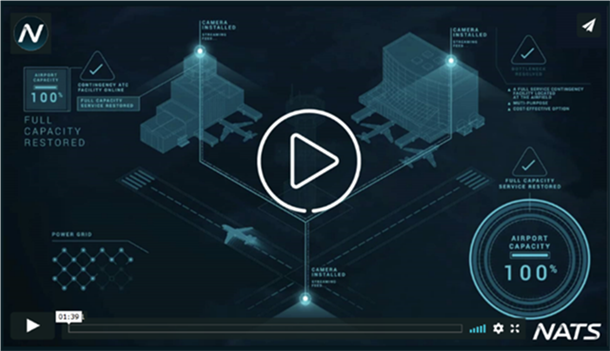 N
CAMERA
INSTALLED
STREAMING
FEED
AIRPORT
CAPACITY
100%
CONTINGENCY ATC
FACILITY ONLINE
FULL CAPACITY
SERVICE RESTORED
FULL
CAPACITY
RESTORED
CAMERA
INSTALLED
STREAMING
FEED
BOTTLENECK
RESOLVED
A FULL SERVICE CONTINGENCY
FACILITY LOCATED
AT THE AIRFIELD
MUTI-PURPOSE
COST-EFFECTIVE OPTION
FULL CAPACITY
SERVICE RESTORED
POWER GRID
AIRPORT
CAPACITY
100%
CAMERA
INSTALLED
STREAMING
FEED
01:39
NATS